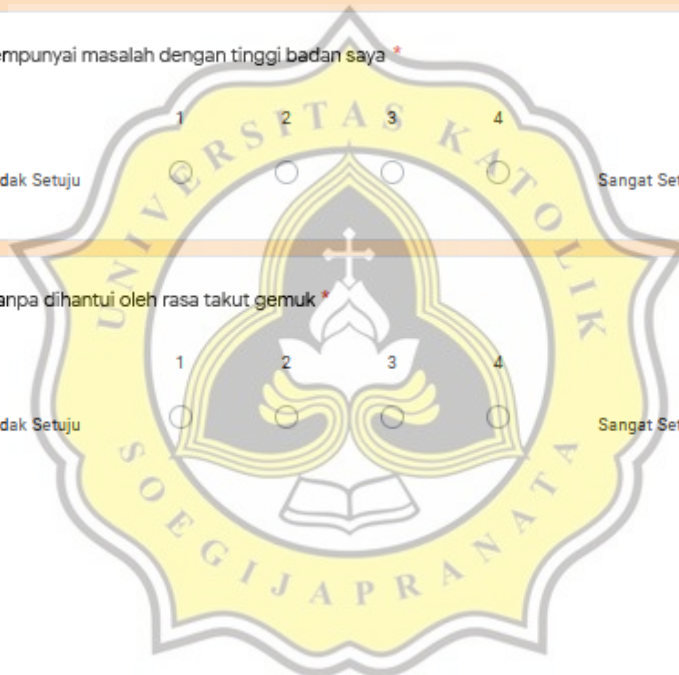 empunyai masalah dengan tinggi badan saya *
1 2 3 4
dak Setuju Sangat Set
anpa dihantui oleh rasa takut gemuk *
1 2 3 4
dak Setuju Sangat Set
UNIVERSITAS KATOLIK
SOEGIJAPRANATA